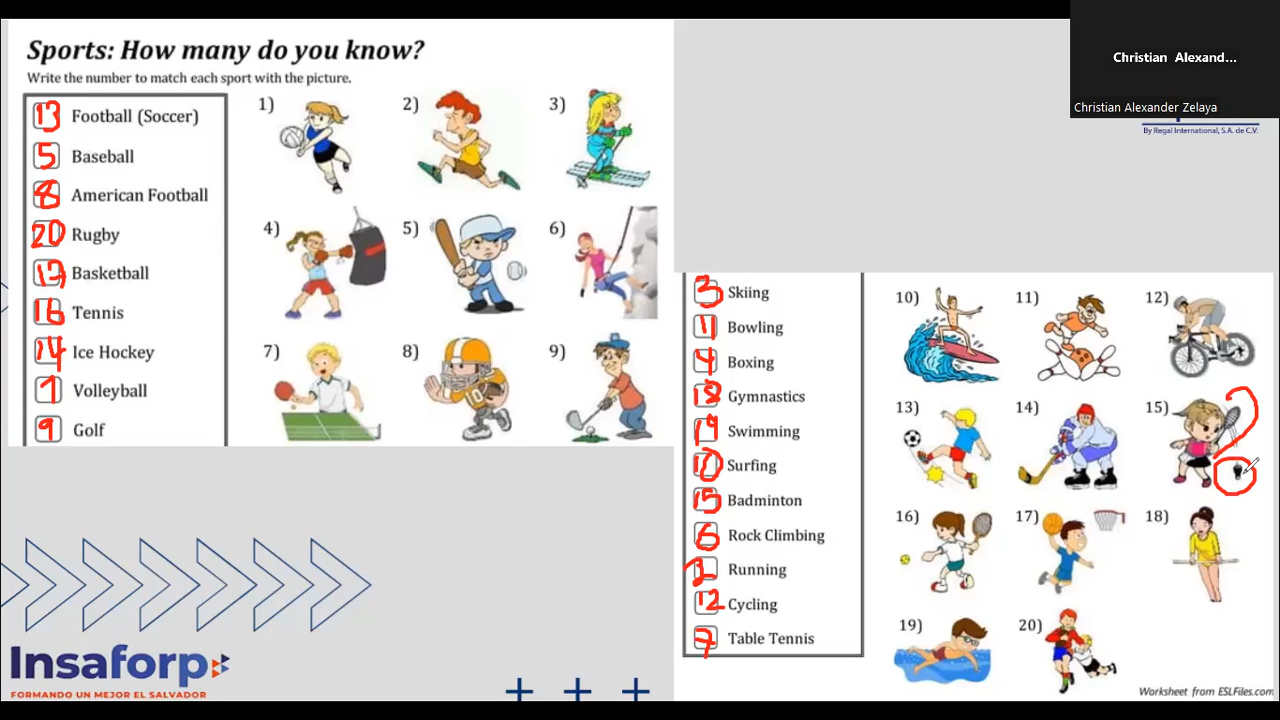 Sports: How many do you know?
Write the number to match each sport with the picture.
13 Football (Soccer)
5 Baseball
8 American Football
20 Rugby
17 Basketball
16 Tennis
14 Ice Hockey
1 Volleyball
9 Golf
1)
2)
3)
4)
5)
6)
7)
8)
9)
Christian Alexand...
Christian Alexander Zelaya
By Regal International, S.A. de C.V.
3 Skiing
11 Bowling
4 Boxing
18 Gymnastics
19 Swimming
10 Surfing
15 Badminton
6 Rock Climbing
2 Running
12 Cycling
7 Table Tennis
10)
11)
12)
13)
14)
15)
16)
17)
18)
19)
20)
Worksheet from ESLFiles.com
Insaforp
FORMANDO UN MEJOR EL SALVADOR